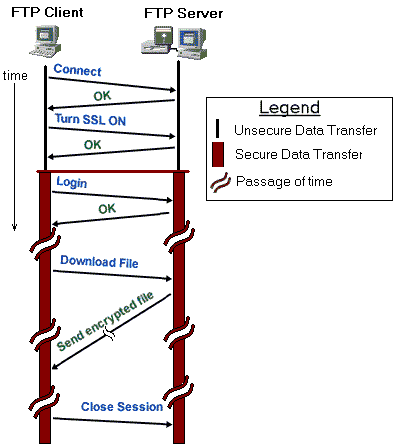 FTP Client
FTP Server
time
Connect
OK
Turn SSL ON
OK
Login
OK
Download File
Send encrypted file
Close Session
Legend
Unsecure Data Transfer
Secure Data Transfer
Passage of time